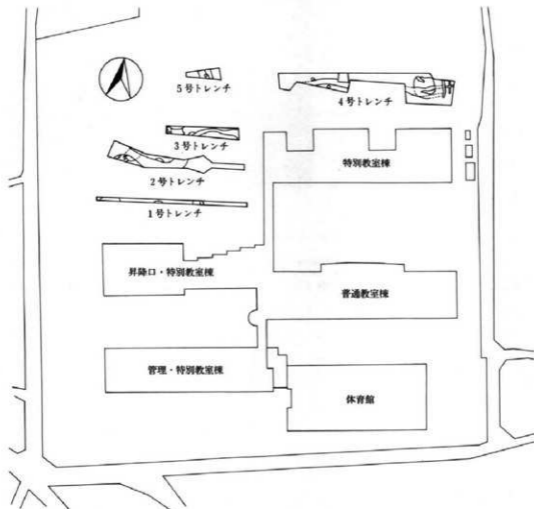 5号トレンチ
4号トレンチ
3号トレンチ
特別教室棟
2号トレンチ
1号トレンチ
昇降口・特別教室棟
普通教室棟
管理・特別教室棟
体育館